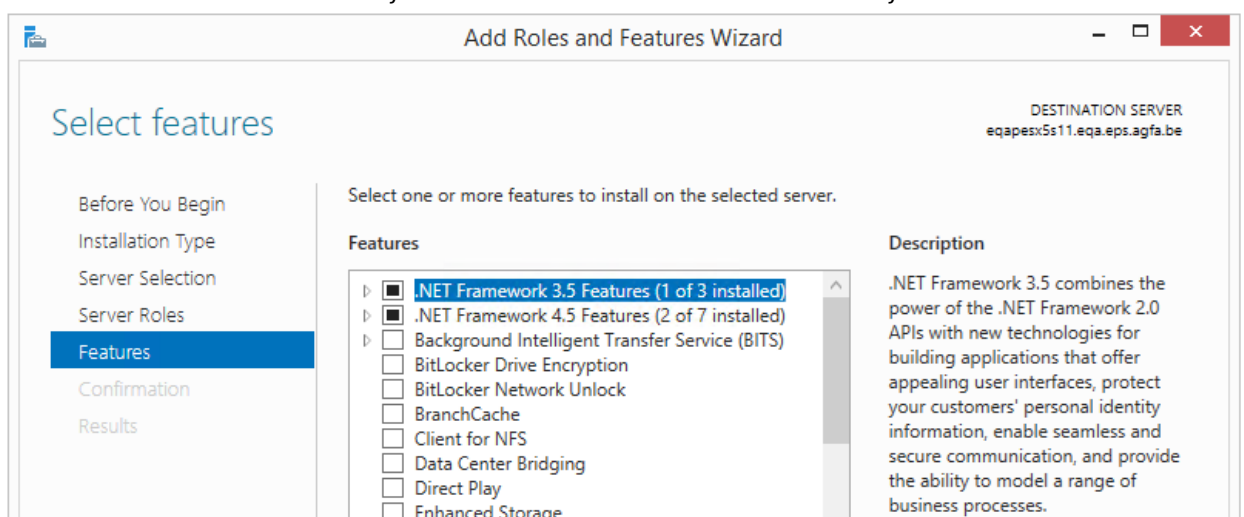 Add Roles and Features Wizard
Select features
DESTINATION SERVER
eqapesx5s11.eqa.eps.agfa.be
Before You Begin
Installation Type
Server Selection
Server Roles
Features
Confirmation
Results
Select one or more features to install on the selected server.
Features
.NET Framework 3.5 Features (1 of 3 installed)
.NET Framework 4.5 Features (2 of 7 installed)
Background Intelligent Transfer Service (BITS)
BitLocker Drive Encryption
BitLocker Network Unlock
BranchCache
Client for NFS
Data Center Bridging
Direct Play
Enhanced Storage
Description
.NET Framework 3.5 combines the
power of the .NET Framework 2.0
APIs with new technologies for
building applications that offer
appealing user interfaces, protect
your customers' personal identity
information, enable seamless and
secure communication, and provide
the ability to model a range of
business processes.